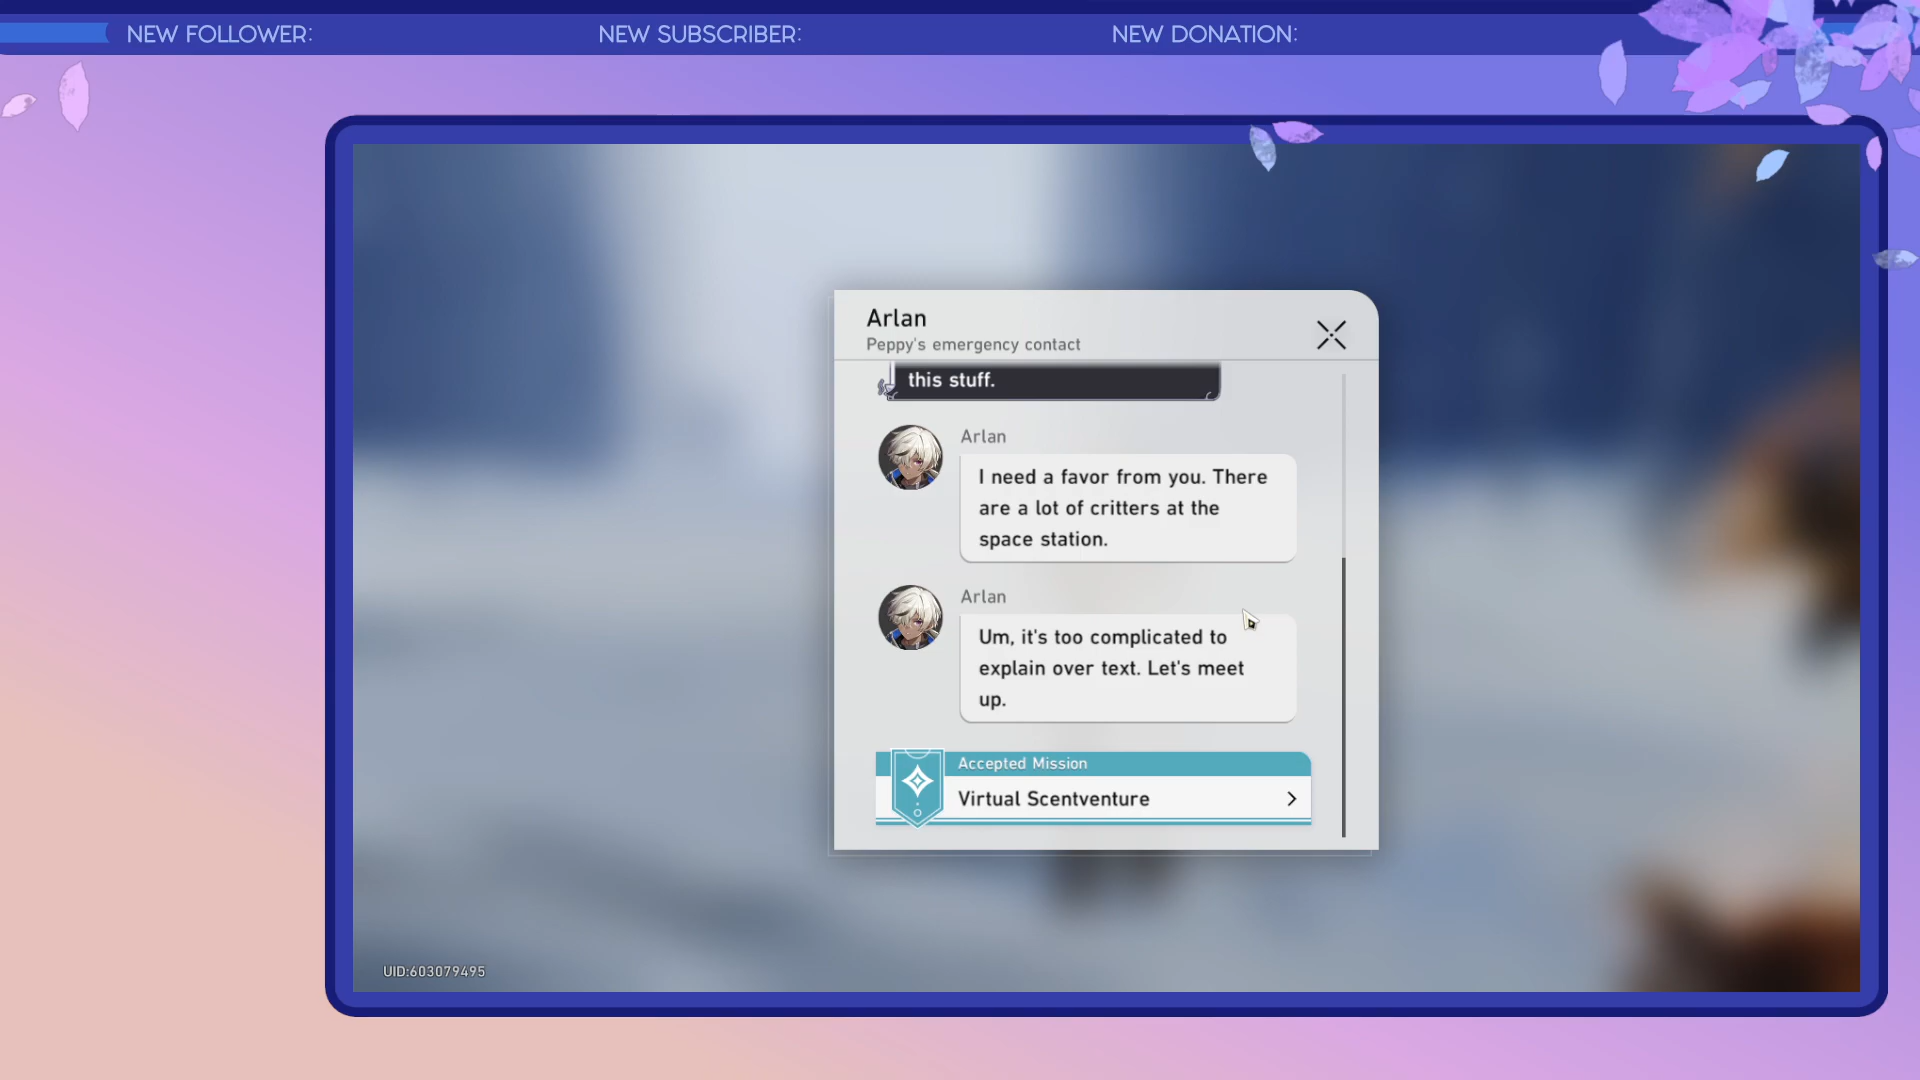 NEW FOLLOWER:
NEW SUBSCRIBER:
NEW DONATION:
Arlan
Peppy's emergency contact
this stuff.
Arlan
I need a favor from you. There
are a lot of critters at the
space station.
Arlan
Um, it's too complicated to
explain over text. Let's meet
up.
Accepted Mission
Virtual Scentventure
UID:603079495